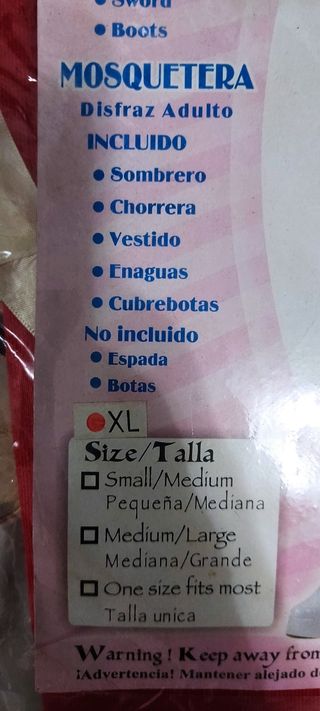 Sword
• Boots
MOSQUETERA
Disfraz Adulto
INCLUIDO
• Sombrero
• Chorrera
• Vestido
• Enaguas
• Cubrebotas
No incluido
• Espada
• Botas
XL
Size/Talla
Small/Medium
Pequeña/Mediana
Medium/Large
Mediana/Grande
One size fits most
Talla unica
Warning! Keep away from
¡Advertencia! Mantener alejado d